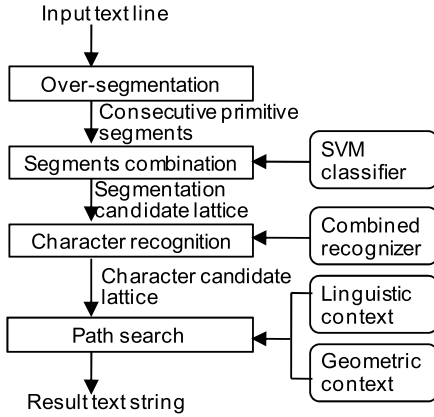 Input text line
Over-segmentation
Consecutive primitive
segments
Segments combination
SVM
classifier
Segmentation
candidate lattice
Character recognition
Combined
recognizer
Character candidate
lattice
Linguistic
context
Path search
Geometric
context
Result text string